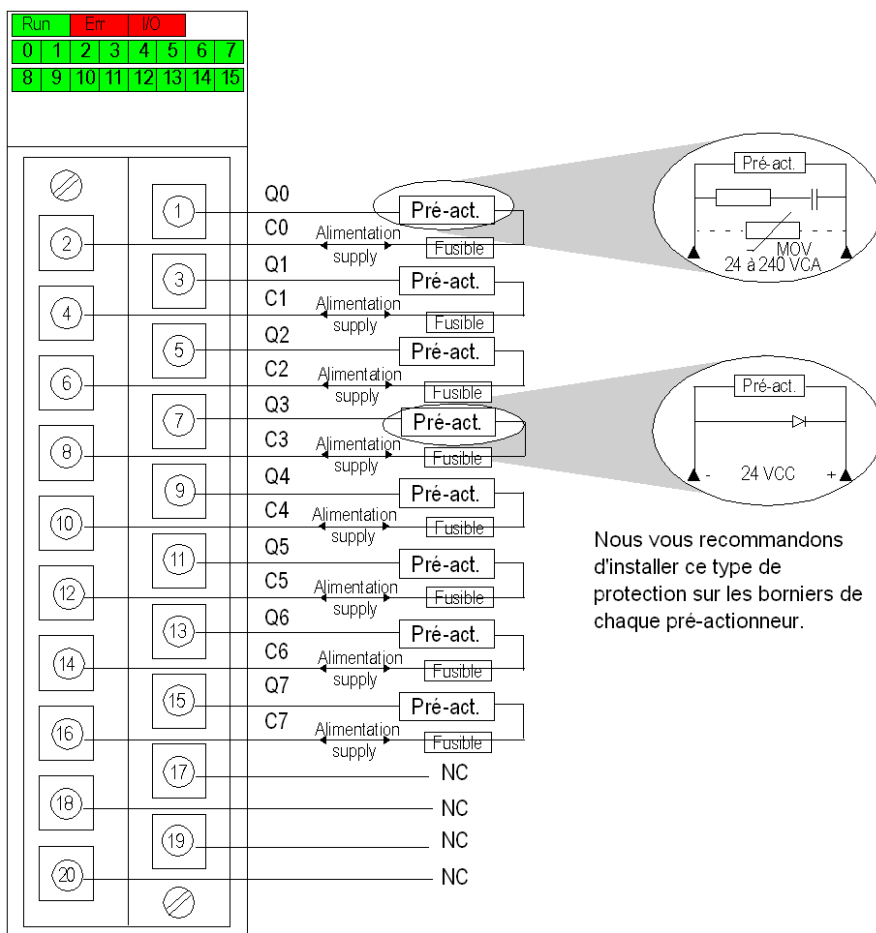 Run Err I/O
0 1 2 3 4 5 6 7
8 9 10 11 12 13 14 15
1
Q0
Pré-act.
2
C0
Alimentation
supply
Fusible
3
Q1
Pré-act.
4
C1
Alimentation
supply
Fusible
5
Q2
Pré-act.
6
C2
Alimentation
supply
Fusible
7
Q3
Pré-act.
8
C3
Alimentation
supply
Fusible
9
Q4
Pré-act.
10
C4
Alimentation
supply
Fusible
11
Q5
Pré-act.
12
C5
Alimentation
supply
Fusible
13
Q6
Pré-act.
14
C6
Alimentation
supply
Fusible
15
Q7
Pré-act.
16
C7
Alimentation
supply
Fusible
17
NC
18
NC
19
NC
20
NC
Pré-act.
MOV
24 à 240 VCA
Pré-act.
- 24 VCC +
Nous vous recommandons
d'installer ce type de
protection sur les borniers de
chaque pré-actionneur.